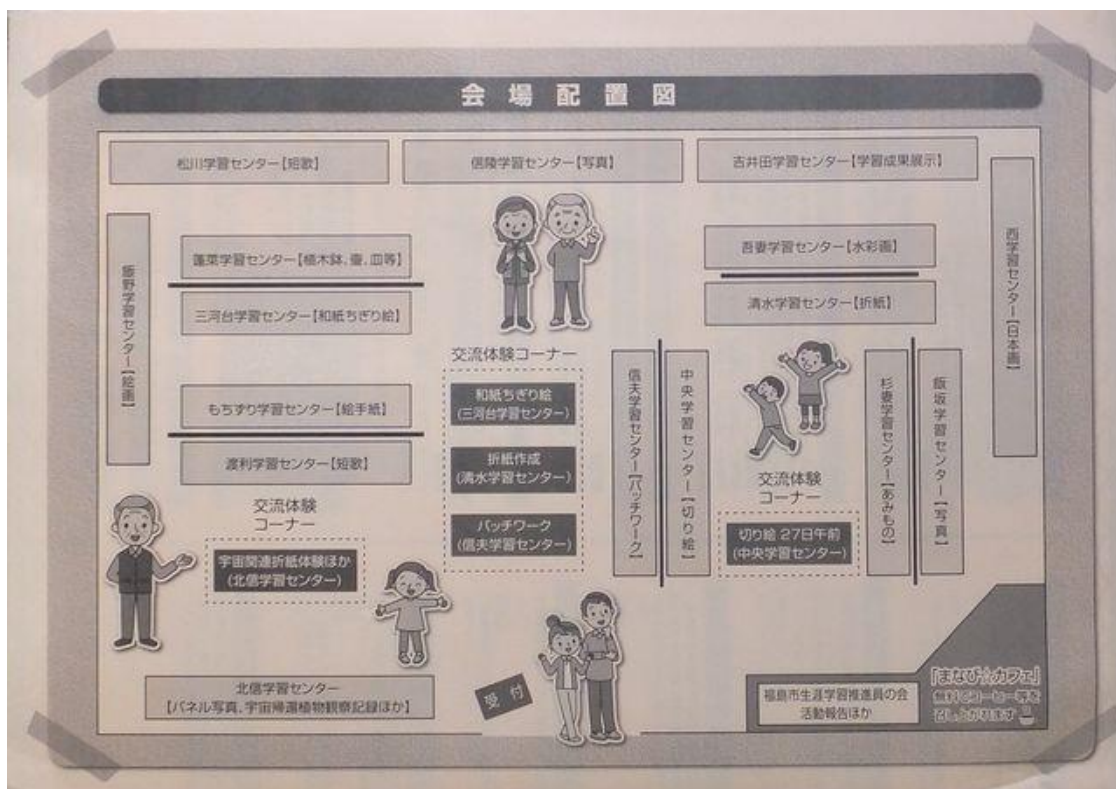 会場配置図
松川学習センター【短歌】
信陵学習センター【写真】
吉井田学習センター【学習成果展示】
西学習センター【日本画】
飯野学習センター【絵画】
蓬莱学習センター【植木鉢、壷、皿等】
三河台学習センター【和紙ちぎり絵】
吾妻学習センター【水彩画】
清水学習センター【折紙】
もちずり学習センター【絵手紙】
渡利学習センター【短歌】
交流体験コーナー
和紙ちぎり絵
(三河台学習センター)
折紙作成
(清水学習センター)
パッチワーク
(信夫学習センター)
信夫学習センター【パッチワーク】
中央学習センター【切り絵】
交流体験
コーナー
切り絵 27日午前
(中央学習センター)
杉妻学習センター【あみもの】
飯坂学習センター【写真】
交流体験
コーナー
宇宙関連折紙体験ほか
(北信学習センター)
北信学習センター
【パネル写真、宇宙帰還植物観察記録ほか】
受付
福島市生涯学習推進員の会
活動報告ほか
「まなび☆カフェ」
無料でコーヒー等を
召し上がれます